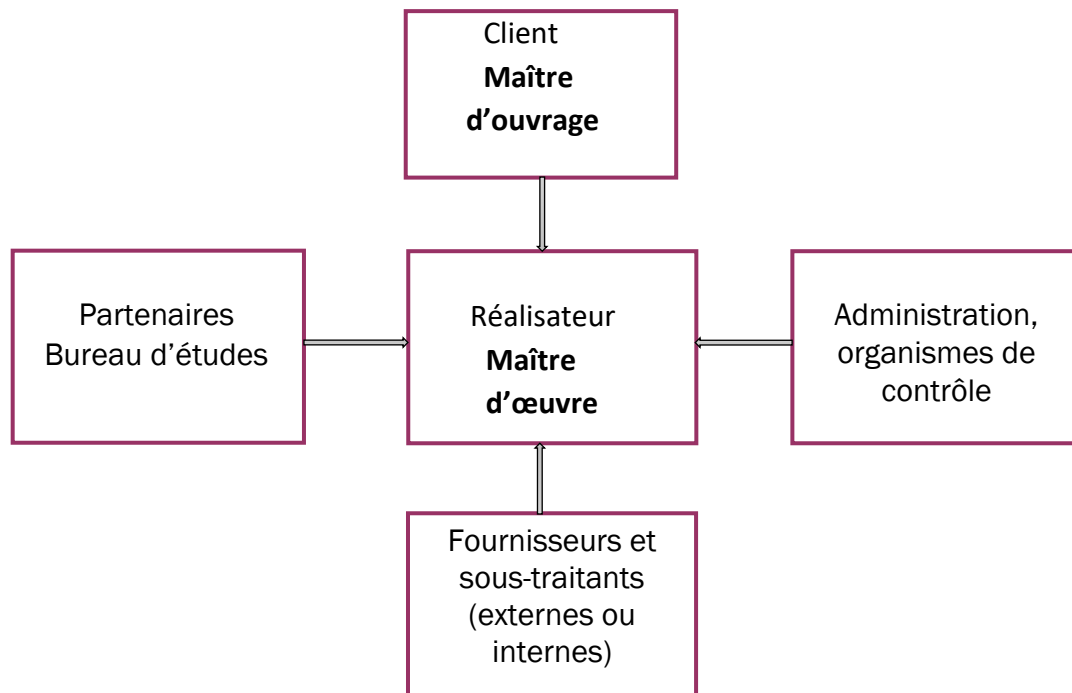 Client
Maître
d’ouvrage
Partenaires
Bureau d’études
Réalisateur
Maître
d’œuvre
Administration,
organismes de
contrôle
Fournisseurs et
sous-traitants
(externes ou
internes)